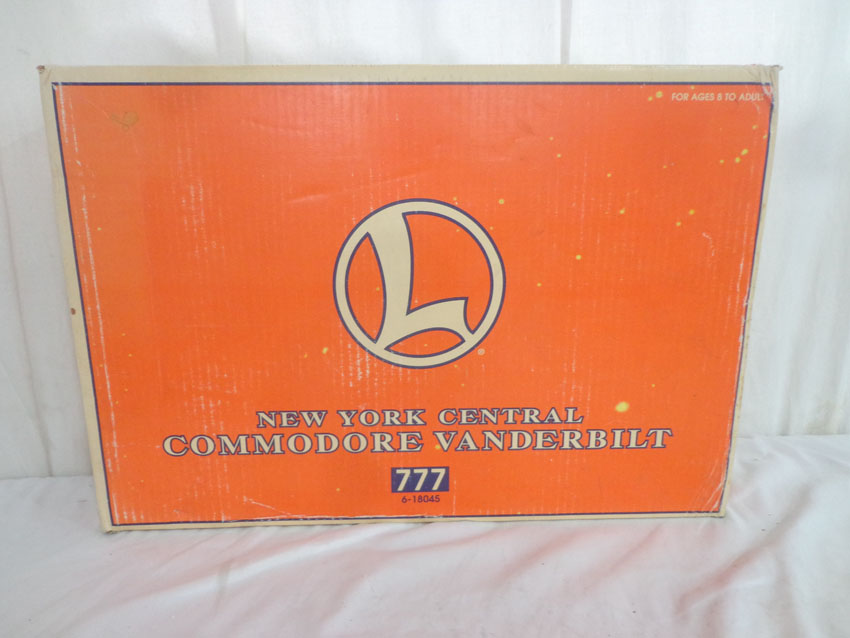 FOR AGES 8 TO ADULT
L
NEW YORK CENTRAL
COMMODORE VANDERBILT
777
6-18045